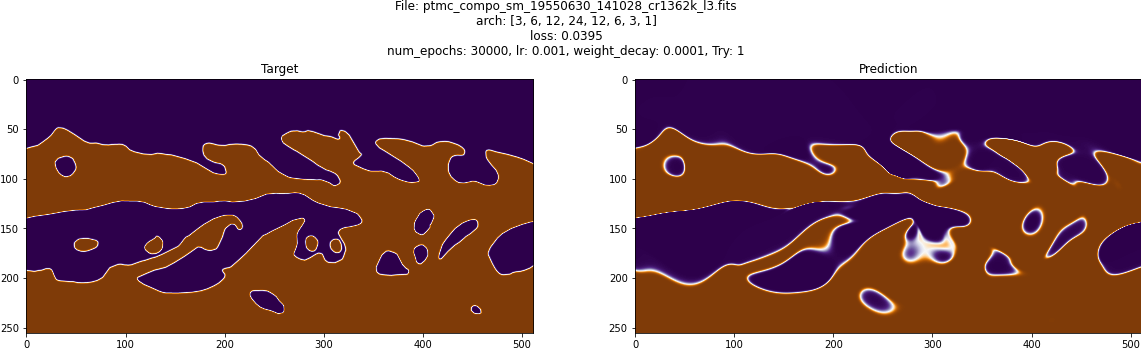 File: ptmc_compo_sm_19550630_141028_cr1362k_l3.fits
arch: [3, 6, 12, 24, 12, 6, 3, 1]
loss: 0.0395
num_epochs: 30000, lr: 0.001, weight_decay: 0.0001, Try: 1
Target
0
50
100
150
200
250
0 100 200 300 400 500
Prediction
0
50
100
150
200
250
0 100 200 300 400 500